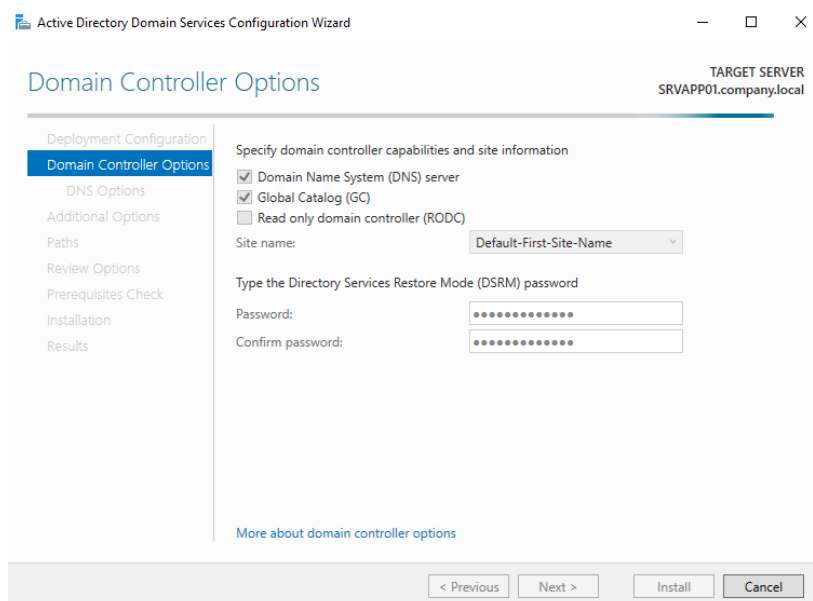 Active Directory Domain Services Configuration Wizard
Domain Controller Options
TARGET SERVER
SRVAPP01.company.local
Deployment Configuration
Domain Controller Options
DNS Options
Additional Options
Paths
Review Options
Prerequisites Check
Installation
Results
Specify domain controller capabilities and site information
Domain Name System (DNS) server
Global Catalog (GC)
Read only domain controller (RODC)
Site name: Default-First-Site-Name
Type the Directory Services Restore Mode (DSRM) password
Password: •••••••••••••
Confirm password: •••••••••••••
More about domain controller options
< Previous Next > Install Cancel